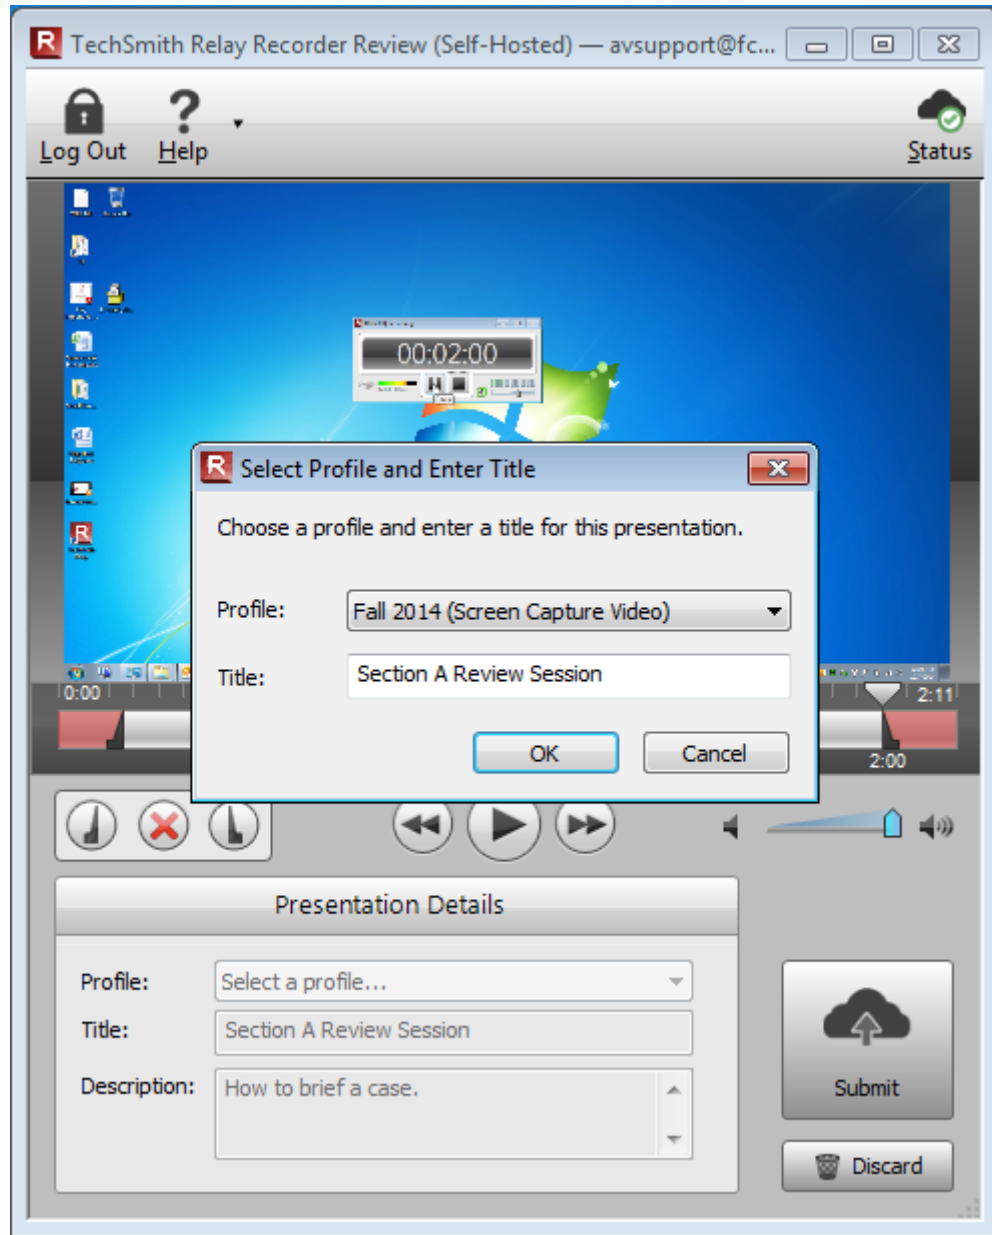 R TechSmith Relay Recorder Review (Self-Hosted) — avsupport@fc...
Log Out Help Status
00:02:00
R Select Profile and Enter Title
Choose a profile and enter a title for this presentation.
Profile: Fall 2014 (Screen Capture Video)
Title: Section A Review Session
OK Cancel
0:00 2:11
2:00
Presentation Details
Profile: Select a profile...
Title: Section A Review Session
Description: How to brief a case.
Submit
Discard